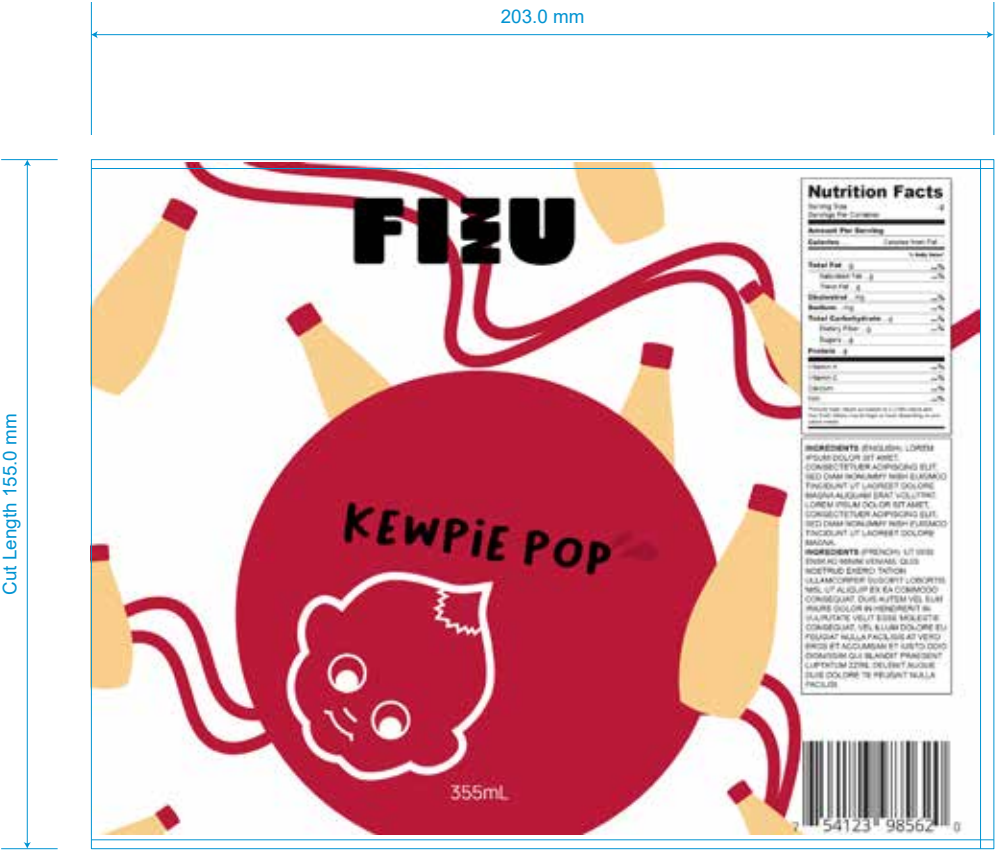 203.0 mm
Cut Length 155.0 mm
FIZU
KEWPiE POP
355mL
Nutrition Facts
Serving Size g
Servings Per Container
Amount Per Serving
Calories Calories from Fat
% Daily Value*
Total Fat g %
Saturated Fat g %
Trans Fat g
Cholesterol mg %
Sodium mg %
Total Carbohydrate g %
Dietary Fiber g %
Sugars g
Protein g
Vitamin A %
Vitamin C %
Calcium %
Iron %
INGREDIENTS (ENGLISH): LOREM
IPSUM DOLOR SIT AMET,
CONSECTETUER ADIPISCING ELIT,
SED DIAM NONUMMY NIBH EUISMOD
TINCIDUNT UT LAOREET DOLORE
MAGNA ALIQUAM ERAT VOLUTPAT.
LOREM IPSUM DOLOR SIT AMET,
CONSECTETUER ADIPISCING ELIT,
SED DIAM NONUMMY NIBH EUISMOD
TINCIDUNT UT LAOREET DOLORE
MAGNA.
INGREDIENTS (FRENCH): UT WISI
ENIM AD MINIM VENIAM, QUIS
NOSTRUD EXERCI TATION
ULLAMCORPER SUSCIPIT LOBORTIS
NISL UT ALIQUIP EX EA COMMODO
CONSEQUAT. DUIS AUTEM VEL EUM
IRIURE DOLOR IN HENDRERIT IN
VULPUTATE VELIT ESSE MOLESTIE
CONSEQUAT, VEL ILLUM DOLORE EU
FEUGIAT NULLA FACILISIS AT VERO
EROS ET ACCUMSAN ET IUSTO ODIO
DIGNISSIM QUI BLANDIT PRAESENT
LUPTATUM ZZRIL DELENIT AUGUE
DUIS DOLORE TE FEUGAIT NULLA
FACILISI.
7 54123 98562 0